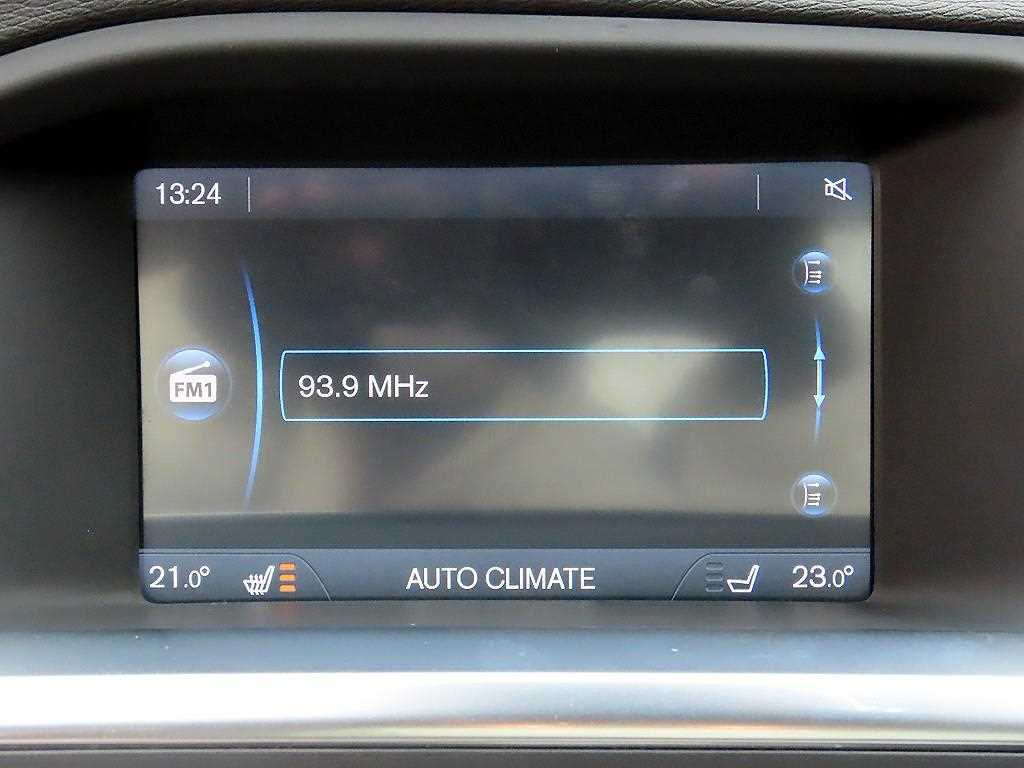 13:24
FM1
93.9 MHz
21.0°
AUTO CLIMATE
23.0°